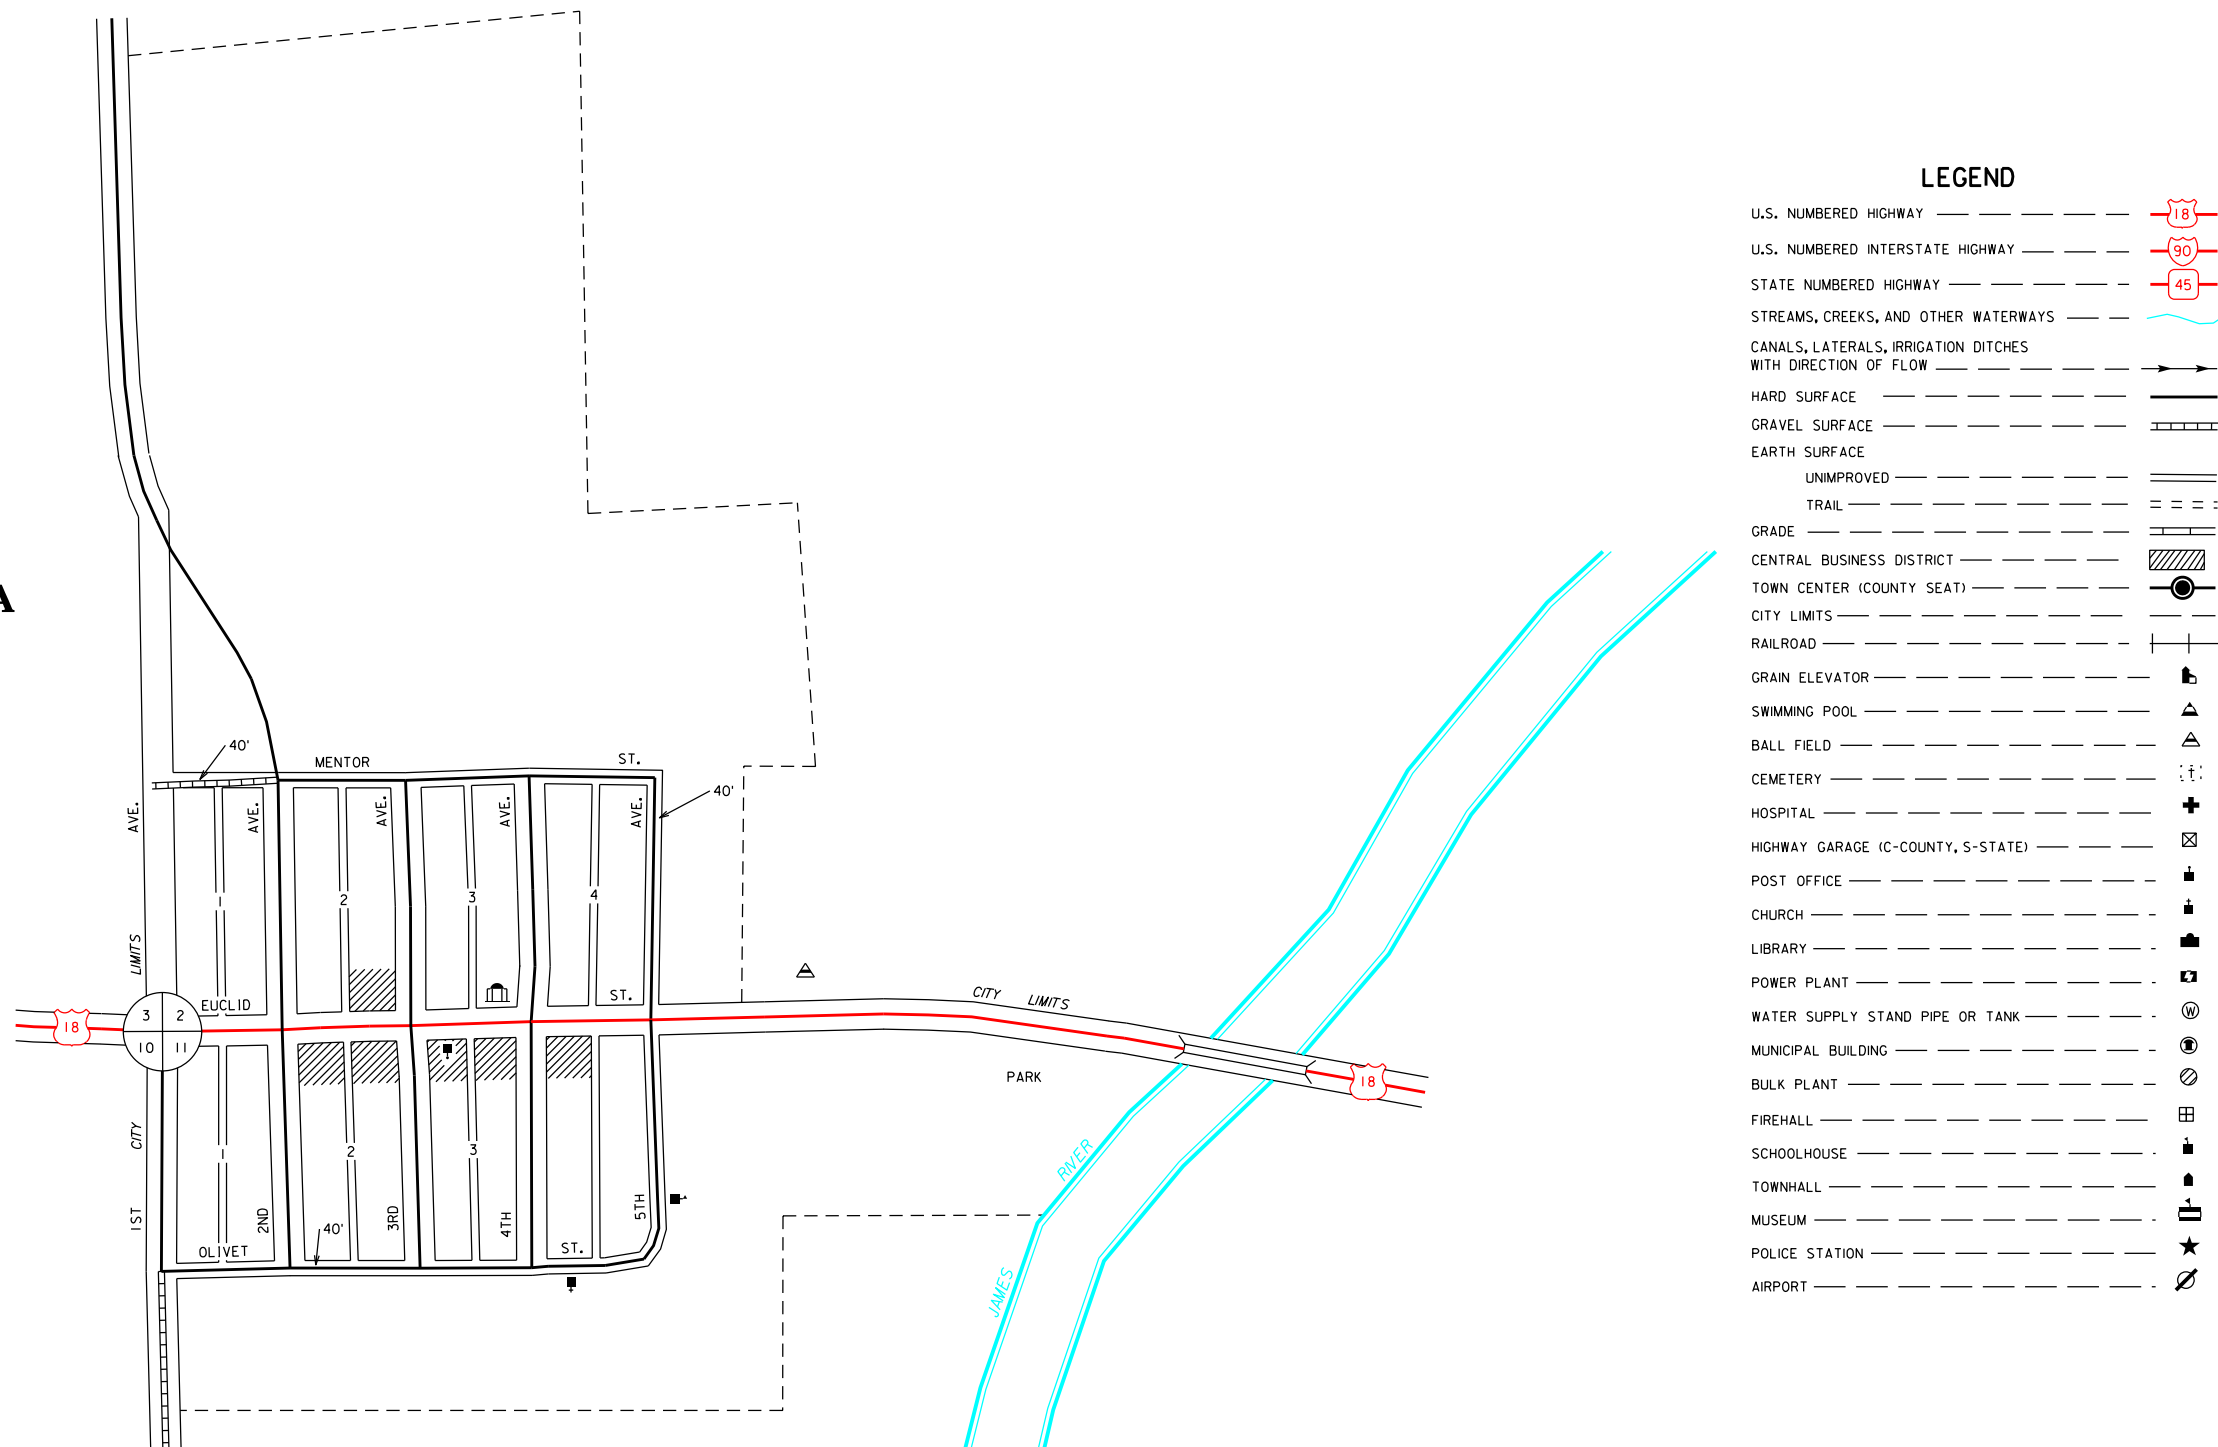 A
40'
MENTOR ST.
40'
AVE.
AVE.
AVE.
AVE.
AVE.
1
2
3
4
LIMITS
EUCLID ST.
18
3 2
10 11
CITY LIMITS
PARK
18
CITY
1
2
3
1ST
2ND
3RD
4TH
5TH
40'
OLIVET ST.
JAMES RIVER
LEGEND
U.S. NUMBERED HIGHWAY 18
U.S. NUMBERED INTERSTATE HIGHWAY 90
STATE NUMBERED HIGHWAY 45
STREAMS, CREEKS, AND OTHER WATERWAYS
CANALS, LATERALS, IRRIGATION DITCHES
WITH DIRECTION OF FLOW
HARD SURFACE
GRAVEL SURFACE
EARTH SURFACE
UNIMPROVED
TRAIL
GRADE
CENTRAL BUSINESS DISTRICT
TOWN CENTER (COUNTY SEAT)
CITY LIMITS
RAILROAD
GRAIN ELEVATOR
SWIMMING POOL
BALL FIELD
CEMETERY
HOSPITAL
HIGHWAY GARAGE (C-COUNTY, S-STATE)
POST OFFICE
CHURCH
LIBRARY
POWER PLANT
WATER SUPPLY STAND PIPE OR TANK W
MUNICIPAL BUILDING
BULK PLANT
FIREHALL
SCHOOLHOUSE
TOWNHALL
MUSEUM
POLICE STATION
AIRPORT